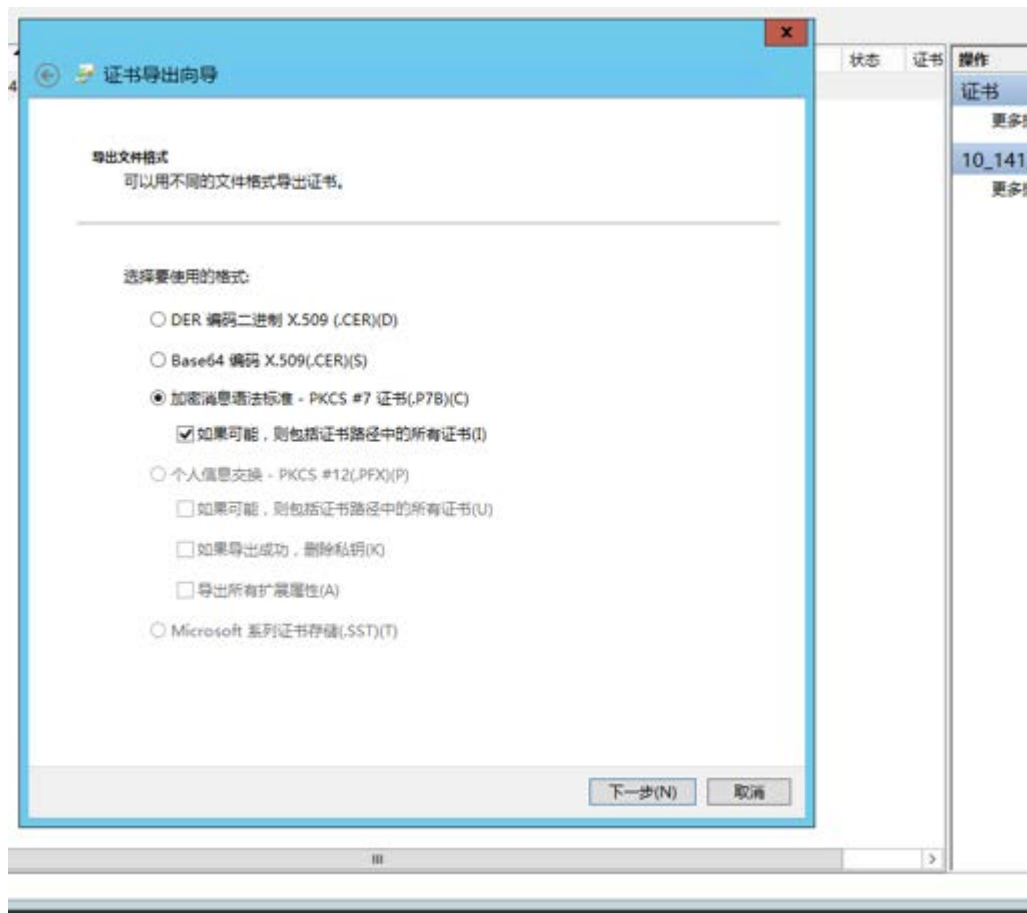 x
证书导出向导
状态
证书
操作
4
证书
更多
导出文件格式
可以用不同的文件格式导出证书。
10_141
更多
选择要使用的格式:
DER 编码二进制 X.509 (.CER)(D)
Base64 编码 X.509(.CER)(S)
加密消息语法标准 - PKCS #7 证书(.P7B)(C)
如果可能，则包括证书路径中的所有证书(I)
个人信息交换 - PKCS #12(.PFX)(P)
如果可能，则包括证书路径中的所有证书(U)
如果导出成功，删除私钥(K)
导出所有扩展属性(A)
Microsoft 系列证书存储(.SST)(T)
下一步(N)
取消